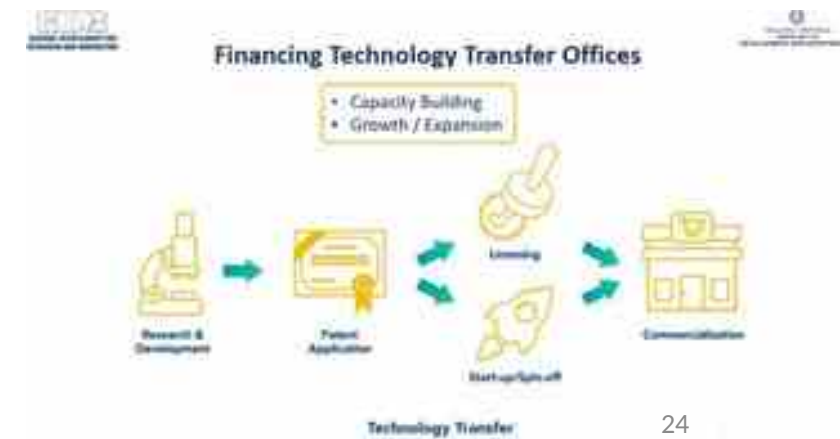 Financing Technology Transfer Offices
• Capacity Building
• Growth / Expansion
Licensing
Research &
Development
Patent
Application
Commercialization
Start-up/Spin-off
Technology Transfer
24